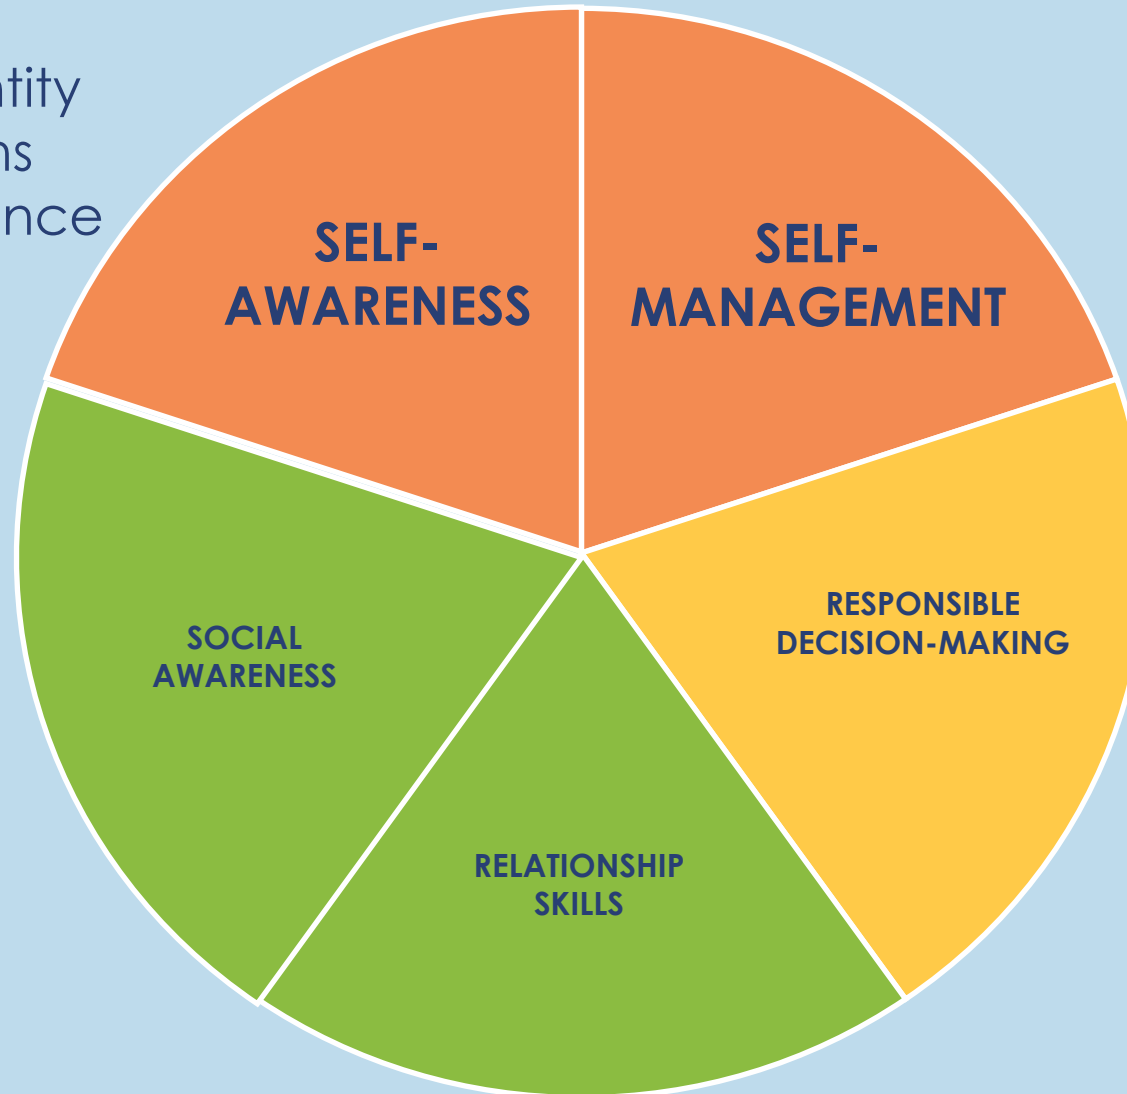 SELF-
AWARENESS
SELF-
MANAGEMENT
RESPONSIBLE
DECISION-MAKING
SOCIAL
AWARENESS
RELATIONSHIP
SKILLS